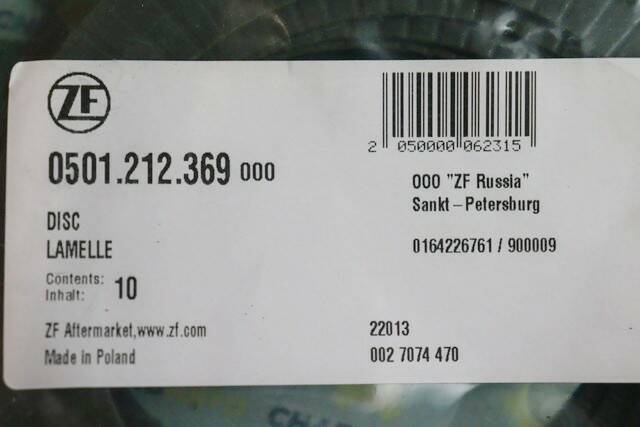 ZF
0501.212.369 000
DISC
LAMELLE
Contents:
Inhalt: 10
ZF Aftermarket,www.zf.com
Made in Poland
2 050000 062315
OOO "ZF Russia"
Sankt-Petersburg
0164226761 / 900009
22013
002 7074 470